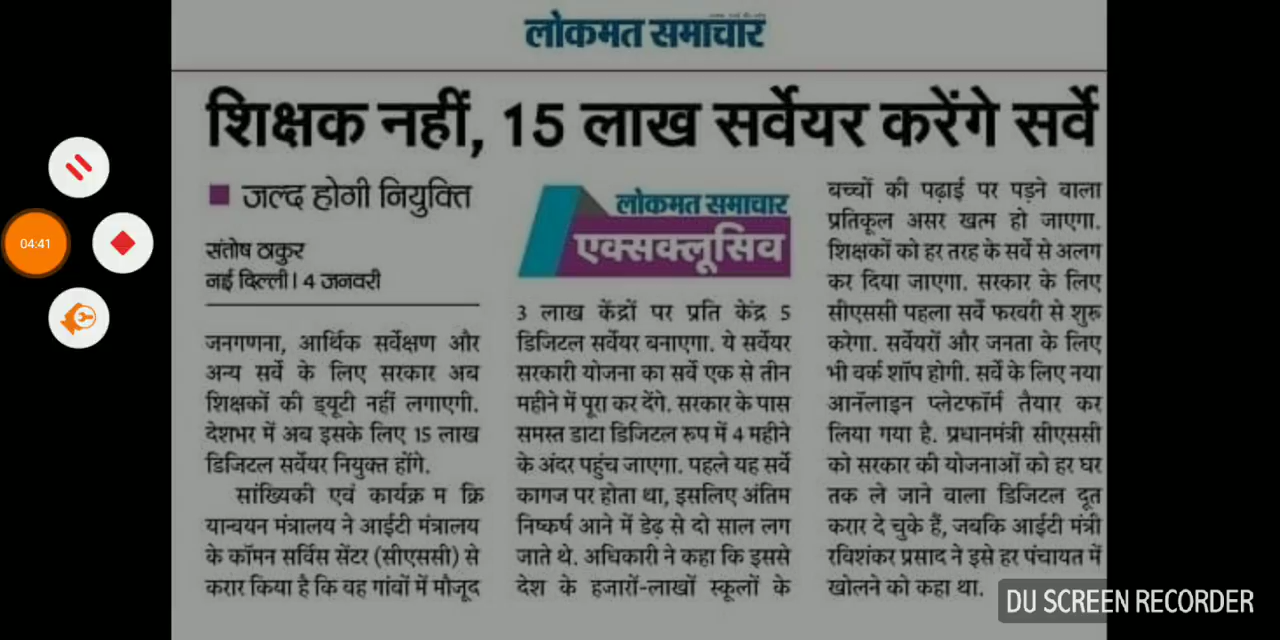 लोकमत समाचार
शिक्षक नहीं, 15 लाख सर्वेयर करेंगे सर्वे
जल्द होगी नियुक्ति
संतोष ठाकुर
नई दिल्ली। 4 जनवरी
जनगणना, आर्थिक सर्वेक्षण और
अन्य सर्वे के लिए सरकार अब
शिक्षकों की ड्यूटी नहीं लगाएगी.
देशभर में अब इसके लिए 15 लाख
डिजिटल सर्वेयर नियुक्त होंगे.
सांख्यिकी एवं कार्यक्र म क्रि
यान्वयन मंत्रालय ने आईटी मंत्रालय
के कॉमन सर्विस सेंटर (सीएससी) से
करार किया है कि वह गांवों में मौजूद
लोकमत समाचार
एक्सक्लूसिव
3 लाख केंद्रों पर प्रति केंद्र 5
डिजिटल सर्वेयर बनाएगा. ये सर्वेयर
सरकारी योजना का सर्वे एक से तीन
महीने में पूरा कर देंगे. सरकार के पास
समस्त डाटा डिजिटल रूप में 4 महीने
के अंदर पहुंच जाएगा. पहले यह सर्वे
कागज पर होता था, इसलिए अंतिम
निष्कर्ष आने में डेढ़ से दो साल लग
जाते थे. अधिकारी ने कहा कि इससे
देश के हजारों-लाखों स्कूलों के
बच्चों की पढ़ाई पर पड़ने वाला
प्रतिकूल असर खत्म हो जाएगा.
शिक्षकों को हर तरह के सर्वे से अलग
कर दिया जाएगा. सरकार के लिए
सीएससी पहला सर्वे फरवरी से शुरू
करेगा. सर्वेयरों और जनता के लिए
भी वर्क शॉप होगी. सर्वे के लिए नया
आनॅलाइन प्लेटफॉर्म तैयार कर
लिया गया है. प्रधानमंत्री सीएससी
को सरकार की योजनाओं को हर घर
तक ले जाने वाला डिजिटल दूत
करार दे चुके हैं, जबकि आईटी मंत्री
रविशंकर प्रसाद ने इसे हर पंचायत में
खोलने को कहा था.
04:41
DU SCREEN RECORDER